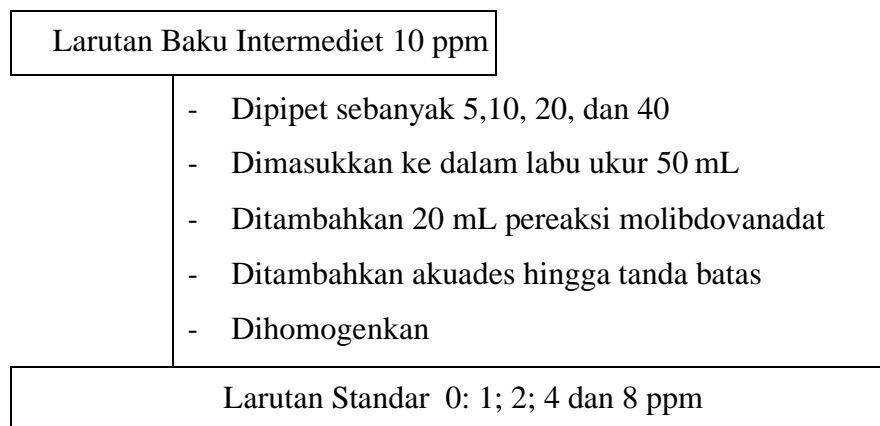 Larutan Baku Intermediet 10 ppm
- Dipipet sebanyak 5,10, 20, dan 40
- Dimasukkan ke dalam labu ukur 50 mL
- Ditambahkan 20 mL pereaksi molibdovanadat
- Ditambahkan akuades hingga tanda batas
- Dihomogenkan
Larutan Standar 0: 1; 2; 4 dan 8 ppm